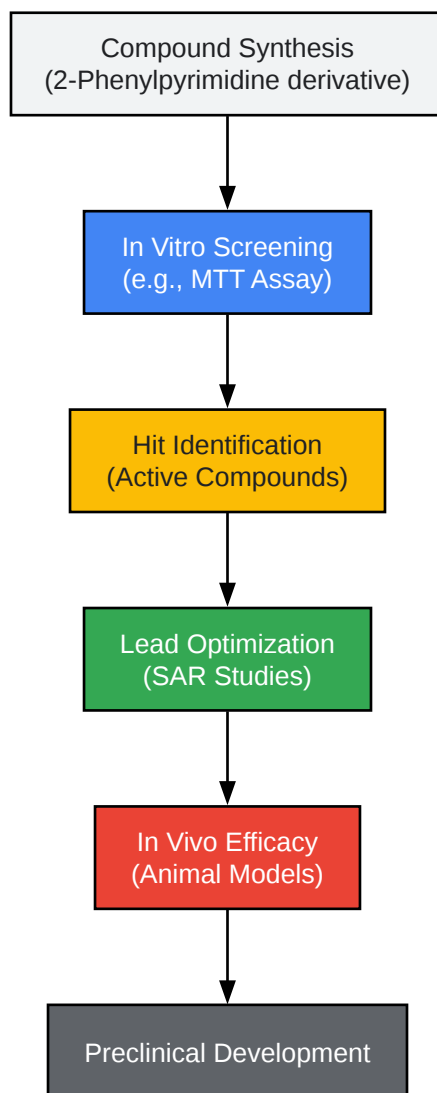 Compound Synthesis
(2-Phenylpyrimidine derivative)
In Vitro Screening
(e.g., MTT Assay)
Hit Identification
(Active Compounds)
Lead Optimization
(SAR Studies)
In Vivo Efficacy
(Animal Models)
Preclinical Development